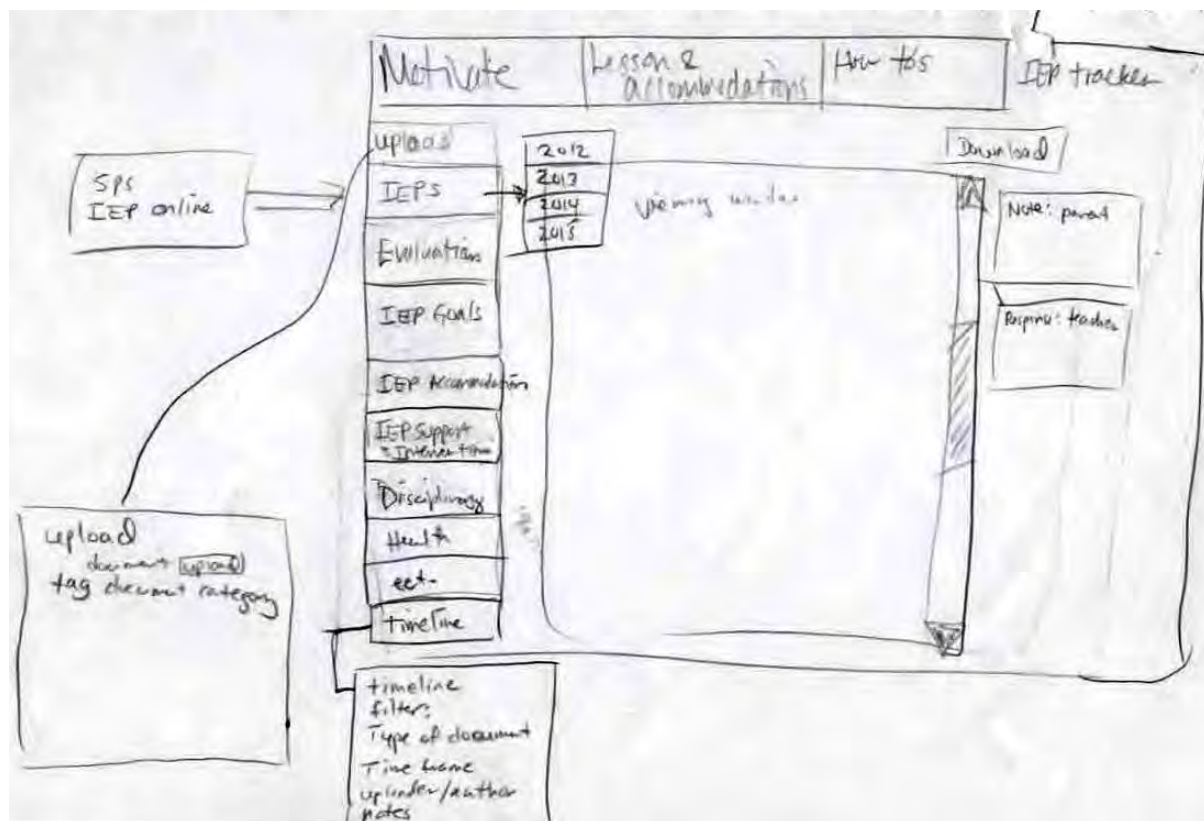 Motivate
Lesson &
accommodations
How to's
IEP tracker
SPS
IEP online
upload
IEPS
Evaluations
IEP Goals
IEP Accommodation
IEP Support
Disciplinary
Health
ect.
timeline
2012
2013
2014
2015
viewing window
Download
Note: parent
Response: teacher
upload
document upload
tag document category
timeline
filter:
Type of document
Time frame
uploader/author
notes